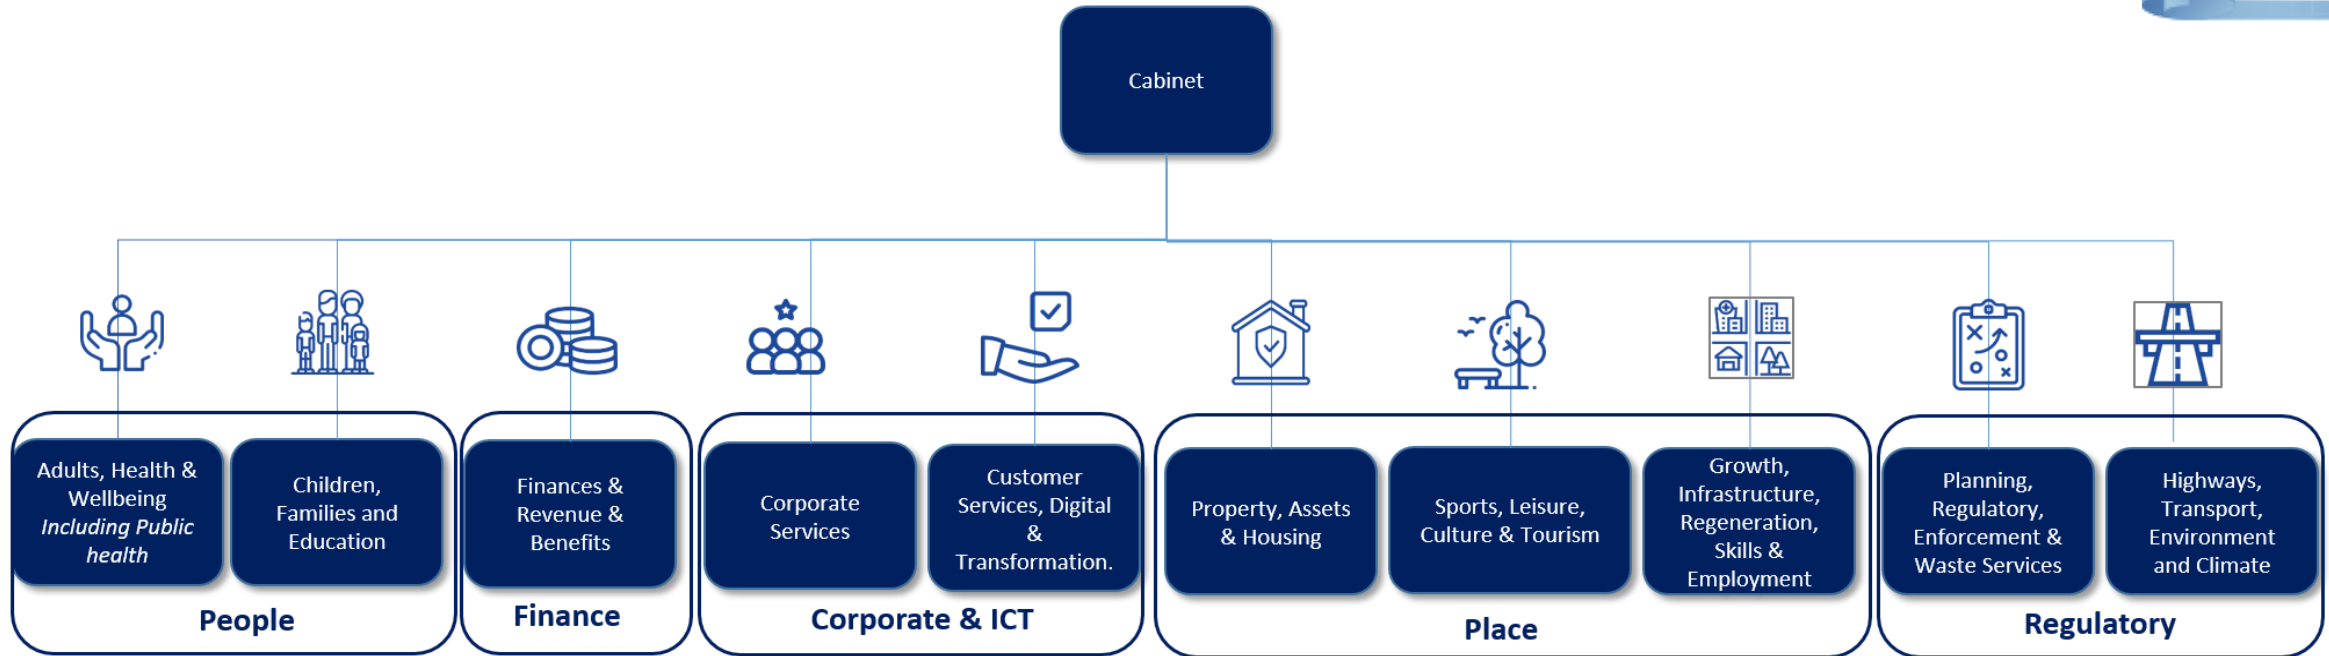 Cabinet
Adults, Health &
Wellbeing
Including Public
health
Children,
Families and
Education
Finances &
Revenue &
Benefits
Corporate
Services
Customer
Services, Digital
&
Transformation.
Property, Assets
& Housing
Sports, Leisure,
Culture & Tourism
Growth,
Infrastructure,
Regeneration,
Skills &
Employment
Planning,
Regulatory,
Enforcement &
Waste Services
Highways,
Transport,
Environment
and Climate
People
Finance
Corporate & ICT
Place
Regulatory